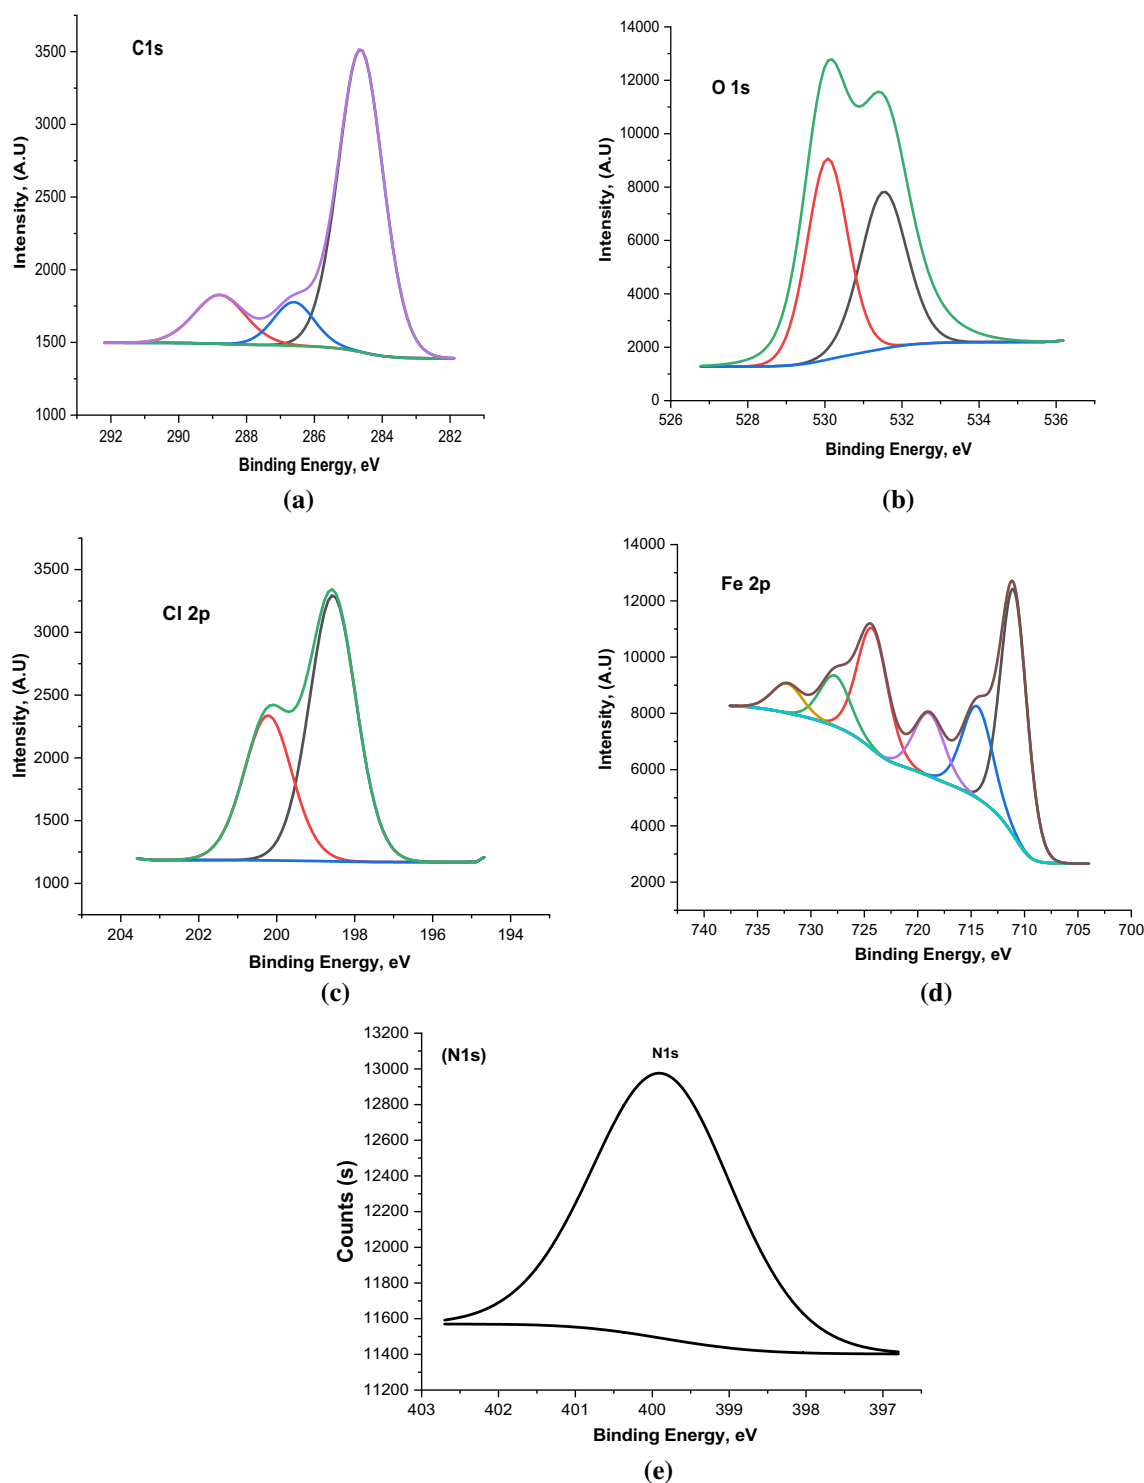 C1s
3500
3000
2500
2000
1500
1000
Intensity, (A.U)
292 290 288 286 284 282
Binding Energy, eV
(a)
O 1s
14000
12000
10000
8000
6000
4000
2000
0
Intensity, (A.U)
526 528 530 532 534 536
Binding Energy, eV
(b)
Cl 2p
3500
3000
2500
2000
1500
1000
Intensity, (A.U)
204 202 200 198 196 194
Binding Energy, eV
(c)
Fe 2p
14000
12000
10000
8000
6000
4000
2000
Intensity, (A.U)
740 735 730 725 720 715 710 705 700
Binding Energy, eV
(d)
(N1s)
N1s
13200
13000
12800
12600
12400
12200
12000
11800
11600
11400
11200
Counts (s)
403 402 401 400 399 398 397
Binding Energy, eV
(e)